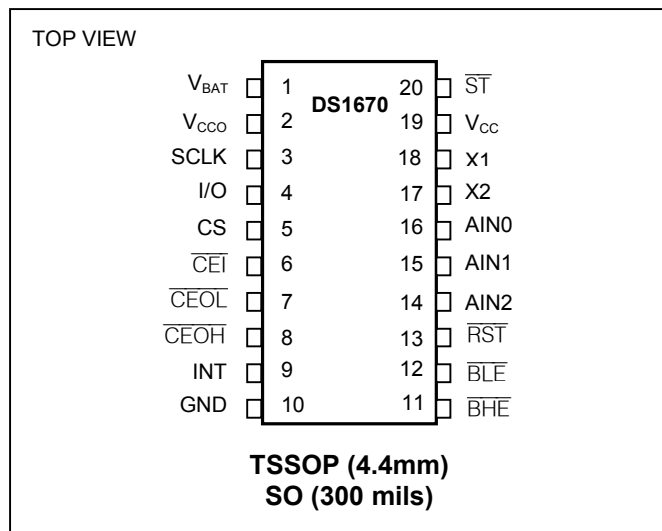 TOP VIEW
DS1670
VBAT 1 20 ST
VCCO 2 19 VCC
SCLK 3 18 X1
I/O 4 17 X2
CS 5 16 AIN0
CEI 6 15 AIN1
CEOL 7 14 AIN2
CEOH 8 13 RST
INT 9 12 BLE
GND 10 11 BHE
TSSOP (4.4mm)
SO (300 mils)